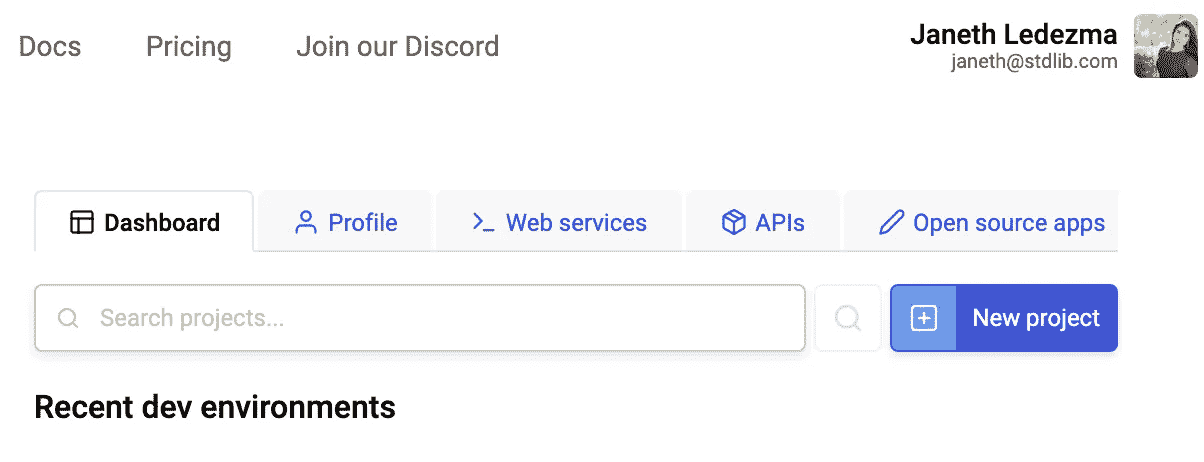 Docs Pricing Join our Discord Janeth Ledezma
janeth@stdlib.com
Dashboard Profile Web services APIs Open source apps
Search projects... New project
Recent dev environments